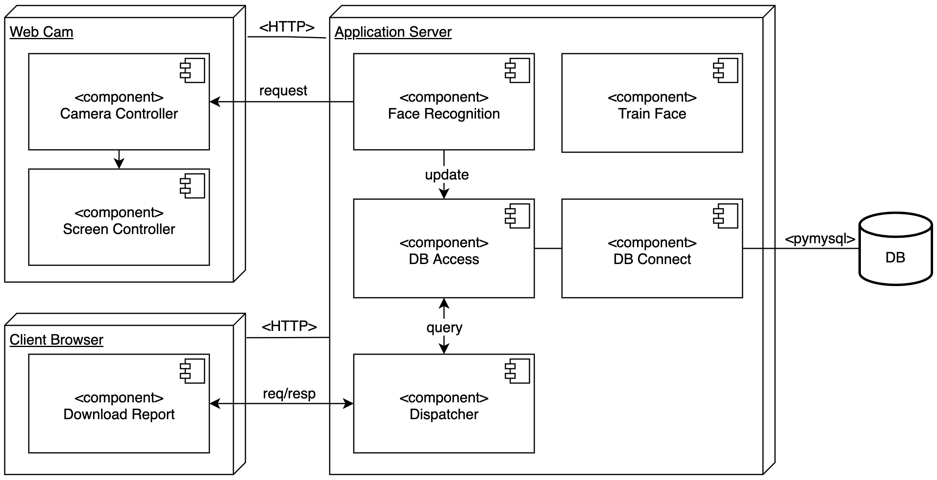 Web Cam
<HTTP>
Application Server
<component>
Camera Controller
request
<component>
Face Recognition
<component>
Train Face
update
<component>
Screen Controller
<component>
DB Access
<component>
DB Connect
<pymysql>
DB
query
Client Browser
<HTTP>
<component>
Download Report
req/resp
<component>
Dispatcher